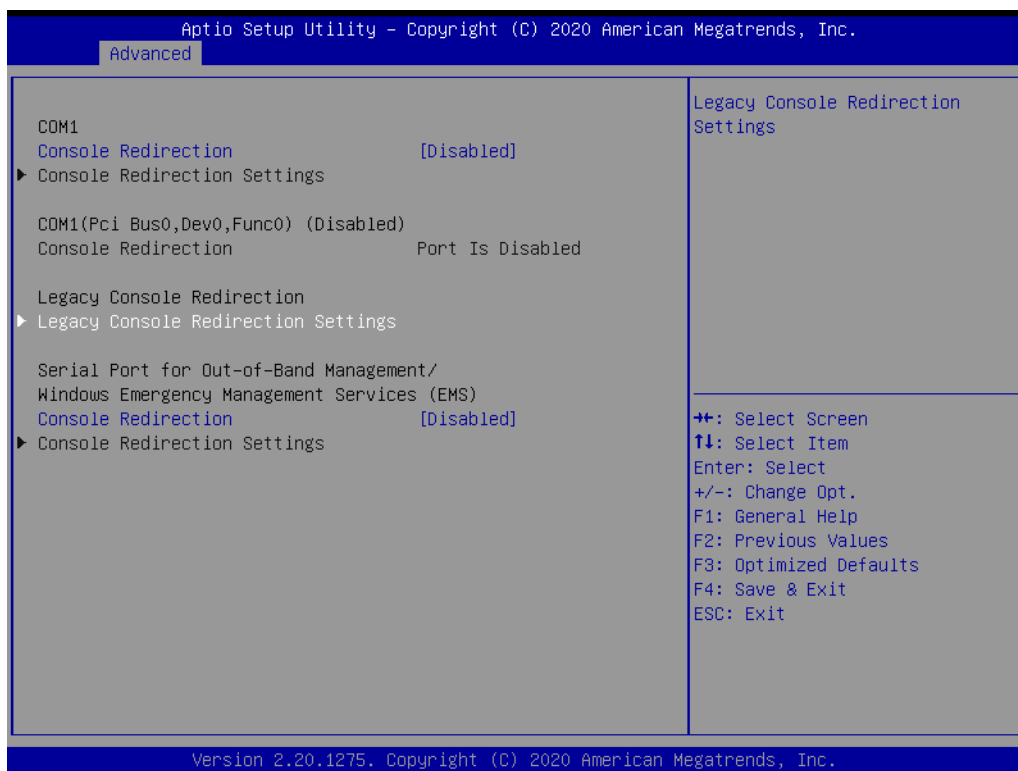 Aptio Setup Utility – Copyright (C) 2020 American Megatrends, Inc.
Advanced
COM1
Console Redirection [Disabled]
▶ Console Redirection Settings
COM1(Pci Bus0,Dev0,Func0) (Disabled)
Console Redirection Port Is Disabled
Legacy Console Redirection
▶ Legacy Console Redirection Settings
Serial Port for Out-of-Band Management/
Windows Emergency Management Services (EMS)
Console Redirection [Disabled]
▶ Console Redirection Settings
Legacy Console Redirection
Settings
→←: Select Screen
↑↓: Select Item
Enter: Select
+/-: Change Opt.
F1: General Help
F2: Previous Values
F3: Optimized Defaults
F4: Save & Exit
ESC: Exit
Version 2.20.1275. Copyright (C) 2020 American Megatrends, Inc.